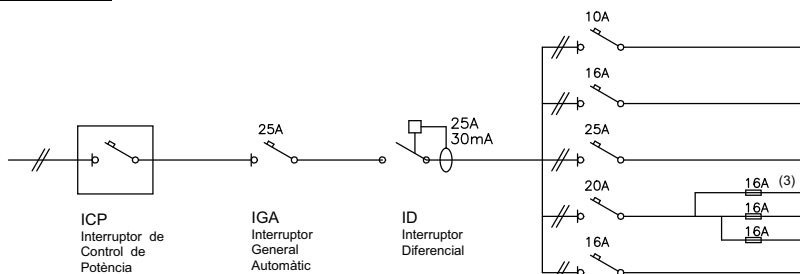 10A
16A
25A
25A
30mA
25A
20A
16A (3)
16A
16A
16A
ICP
Interruptor de
Control de
Potència
IGA
Interruptor
General
Automàtic
ID
Interruptor
Diferencial